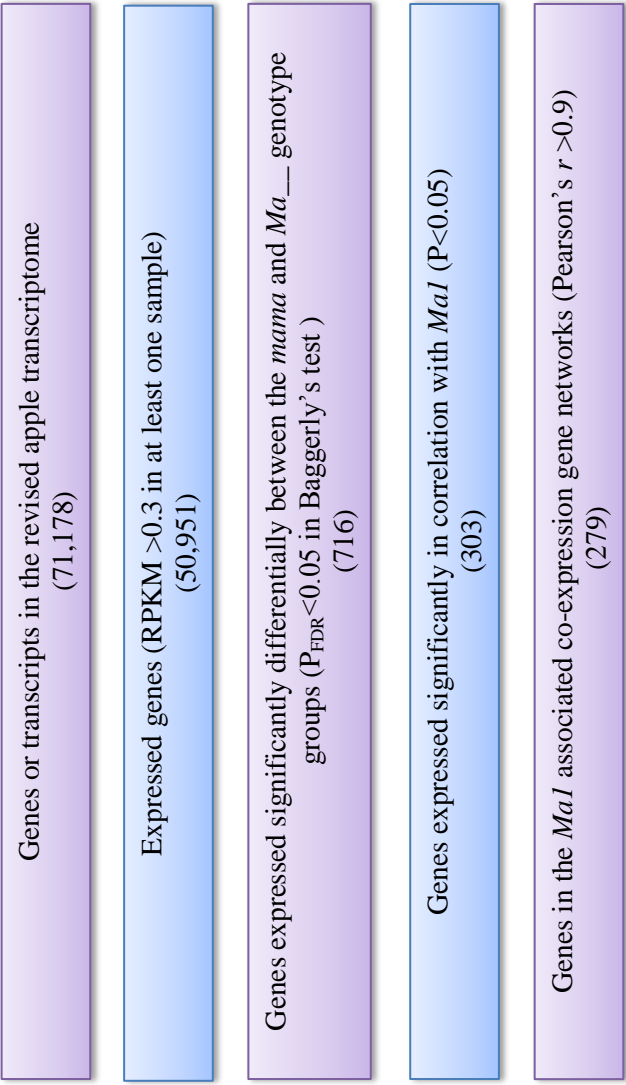 Genes or transcripts in the revised apple transcriptome
(71,178)
Expressed genes (RPKM >0.3 in at least one sample)
(50,951)
Genes expressed significantly differentially between the mama and Ma__ genotype
groups (PFDR<0.05 in Baggerly’s test )
(716)
Genes expressed significantly in correlation with Ma1 (P<0.05)
(303)
Genes in the Ma1 associated co-expression gene networks (Pearson’s r >0.9)
(279)